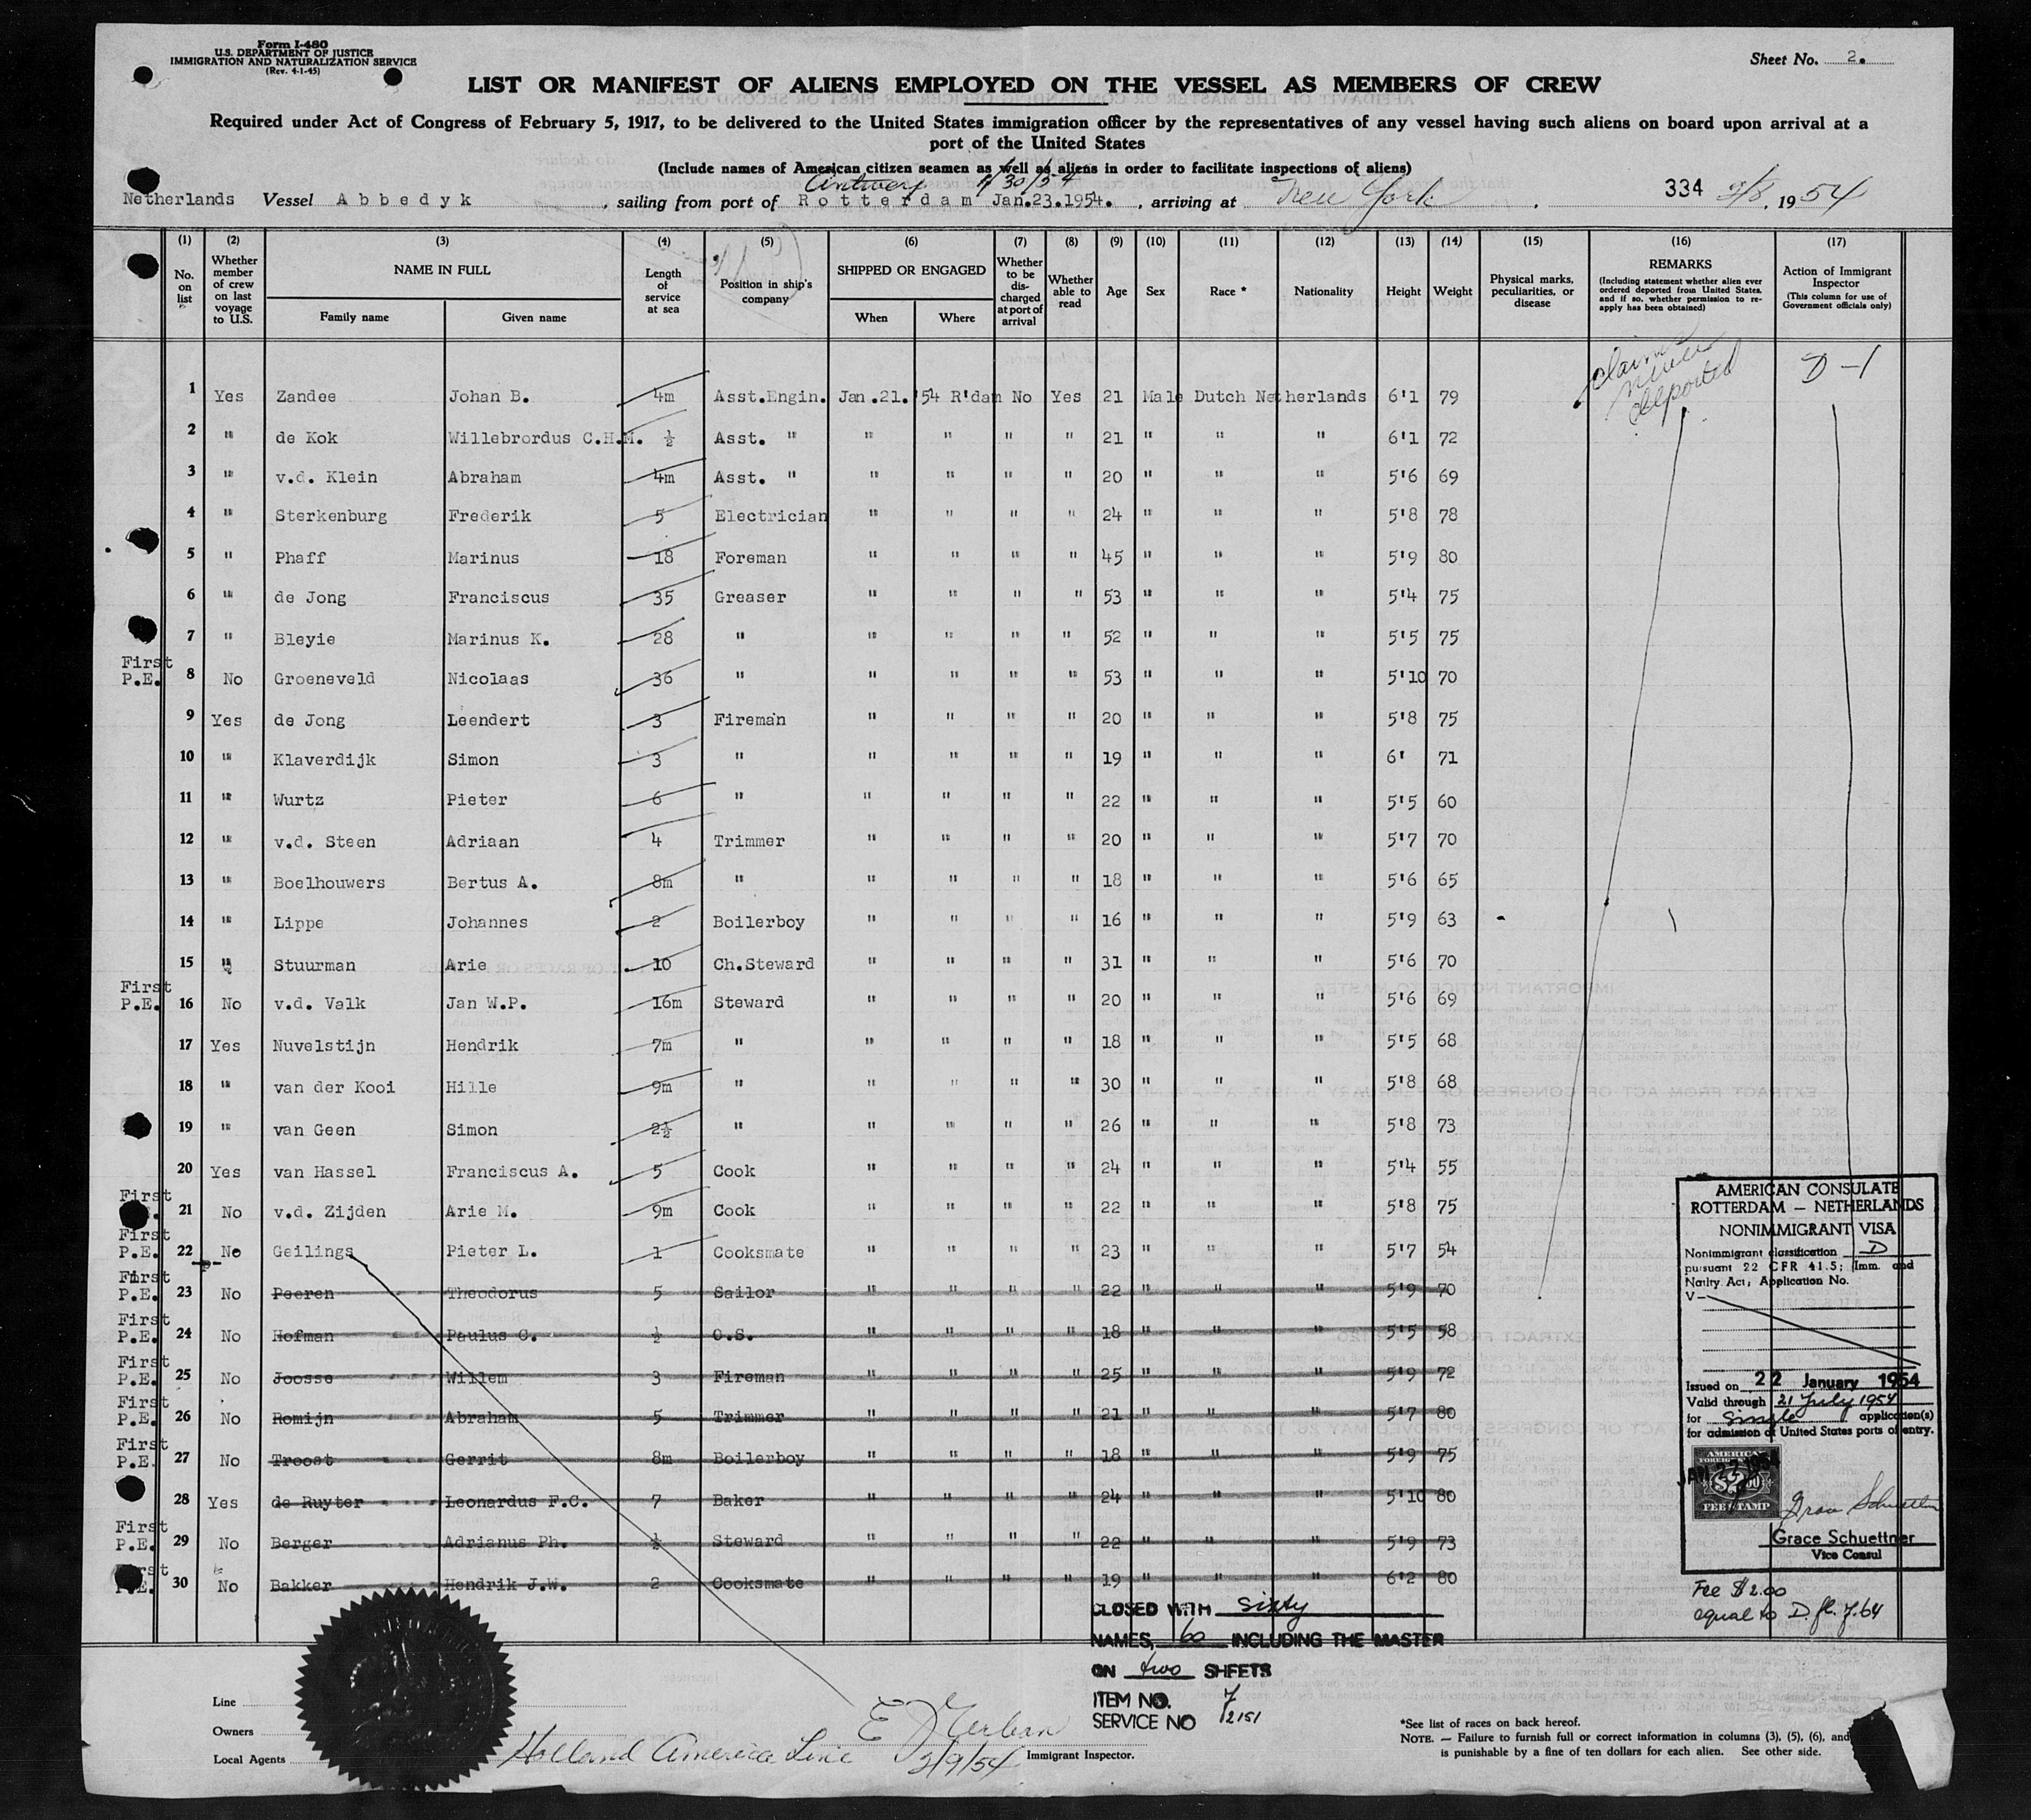 Form I-480
U.S. DEPARTMENT OF JUSTICE
IMMIGRATION AND NATURALIZATION SERVICE
(Rev. 4-1-45)
Sheet No. 2.
LIST OR MANIFEST OF ALIENS EMPLOYED ON THE VESSEL AS MEMBERS OF CREW
Required under Act of Congress of February 5, 1917, to be delivered to the United States immigration officer by the representatives of any vessel having such aliens on board upon arrival at a
port of the United States
(Include names of American citizen seamen as well as aliens in order to facilitate inspections of aliens)
Antwerp 1/30/54
Netherlands Vessel Abbedyk, sailing from port of Rotterdam Jan.23.1954., arriving at New York. 334 2/8, 1954
(1) (2) (3) (4) (5) (6) (7) (8) (9) (10) (11) (12) (13) (14) (15) (16) (17)
No. on list
Whether member of crew on last voyage to U.S.
NAME IN FULL
Family name
Given name
Length of service at sea
Position in ship's company
SHIPPED OR ENGAGED
When
Where
Whether to be discharged at port of arrival
Whether able to read
Age
Sex
Race *
Nationality
Height
Weight
Physical marks, peculiarities, or disease
REMARKS
(Including statement whether alien ever ordered deported from United States, and if so, whether permission to re-apply has been obtained)
Action of Immigrant Inspector
(This column for use of Government officials only)
claims never deported
D-1
1 Yes Zandee Johan B. 4m Asst.Engin. Jan.21.'54 R'dam No Yes 21 Male Dutch Netherlands 6'1 79
2 " de Kok Willebrordus C.H.M. ½ Asst. " " " " " 21 " " " 6'1 72
3 " v.d. Klein Abraham 4m Asst. " " " " " 20 " " " 5'6 69
4 " Sterkenburg Frederik 5 Electrician " " " " 24 " " " 5'8 78
5 " Phaff Marinus 18 Foreman " " " " 45 " " " 5'9 80
6 " de Jong Franciscus 35 Greaser " " " " 53 " " " 5'4 75
7 " Bleyie Marinus K. 28 " " " " " 52 " " " 5'5 75
First P.E. 8 No Groeneveld Nicolaas 36 " " " " " 53 " " " 5'10 70
9 Yes de Jong Leendert 3 Fireman " " " " 20 " " " 5'8 75
10 " Klaverdijk Simon 3 " " " " " 19 " " " 6' 71
11 " Wurtz Pieter 6 " " " " " 22 " " " 5'5 60
12 " v.d. Steen Adriaan 4 Trimmer " " " " 20 " " " 5'7 70
13 " Boelhouwers Bertus A. 8m " " " " " 18 " " " 5'6 65
14 " Lippe Johannes 2 Boilerboy " " " " 16 " " " 5'9 63
15 " Stuurman Arie 10 Ch.Steward " " " " 31 " " " 5'6 70
First P.E. 16 No v.d. Valk Jan W.P. 16m Steward " " " " 20 " " " 5'6 69
17 Yes Nuvelstijn Hendrik 7m " " " " " 18 " " " 5'5 68
18 " van der Kooi Hille 9m " " " " " 30 " " " 5'8 68
19 " van Geen Simon 2½ " " " " " 26 " " " 5'8 73
20 Yes van Hassel Franciscus A. 5 Cook " " " " 24 " " " 5'4 55
First 21 No v.d. Zijden Arie M. 9m Cook " " " " 22 " " " 5'8 75
First P.E. 22 No Geilings Pieter L. 1 Cooksmate " " " " 23 " " " 5'7 54
First P.E. 23 No Peeren Theodorus 5 Sailor " " " " 22 " " " 5'9 70
First P.E. 24 No Hofman Paulus C. ½ O.S. " " " " 18 " " " 5'5 58
First P.E. 25 No Joosse Willem 3 Fireman " " " " 25 " " " 5'9 72
First P.E. 26 No Romijn Abraham 5 Trimmer " " " " 21 " " " 5'7 80
First P.E. 27 No Troost Gerrit 8m Boilerboy " " " " 18 " " " 5'9 75
28 Yes de Ruyter Leonardus F.C. 7 Baker " " " " 24 " " " 5'10 80
First P.E. 29 No Berger Adrianus Ph. ½ Steward " " " " 22 " " " 5'9 73
First P.E. 30 No Bakker Hendrik J.W. 2 Cooksmate " " " " 19 " " " 6'2 80
AMERICAN CONSULATE
ROTTERDAM — NETHERLANDS
NONIMMIGRANT VISA
Nonimmigrant classification D
pursuant 22 CFR 41.5; Imm. and
Natlty Act; Application No.
V—
Issued on 22 January 1954
Valid through 21 July 1954
for single application(s)
for admission at United States ports of entry.
AMERICAN
FOREIGN
$2.00
FEE STAMP
Grace Schuettner
Grace Schuettner
Vice Consul
Fee $2.00
equal to D.fl. 7.64
CLOSED WITH sixty
NAMES, 60 INCLUDING THE MASTER
ON two SHEETS
ITEM NO. 7
SERVICE NO 2151
Line
Owners
Local Agents Holland America Line
2/9/54 Immigrant Inspector.
*See list of races on back hereof.
NOTE. — Failure to furnish full or correct information in columns (3), (5), (6), and
is punishable by a fine of ten dollars for each alien. See other side.